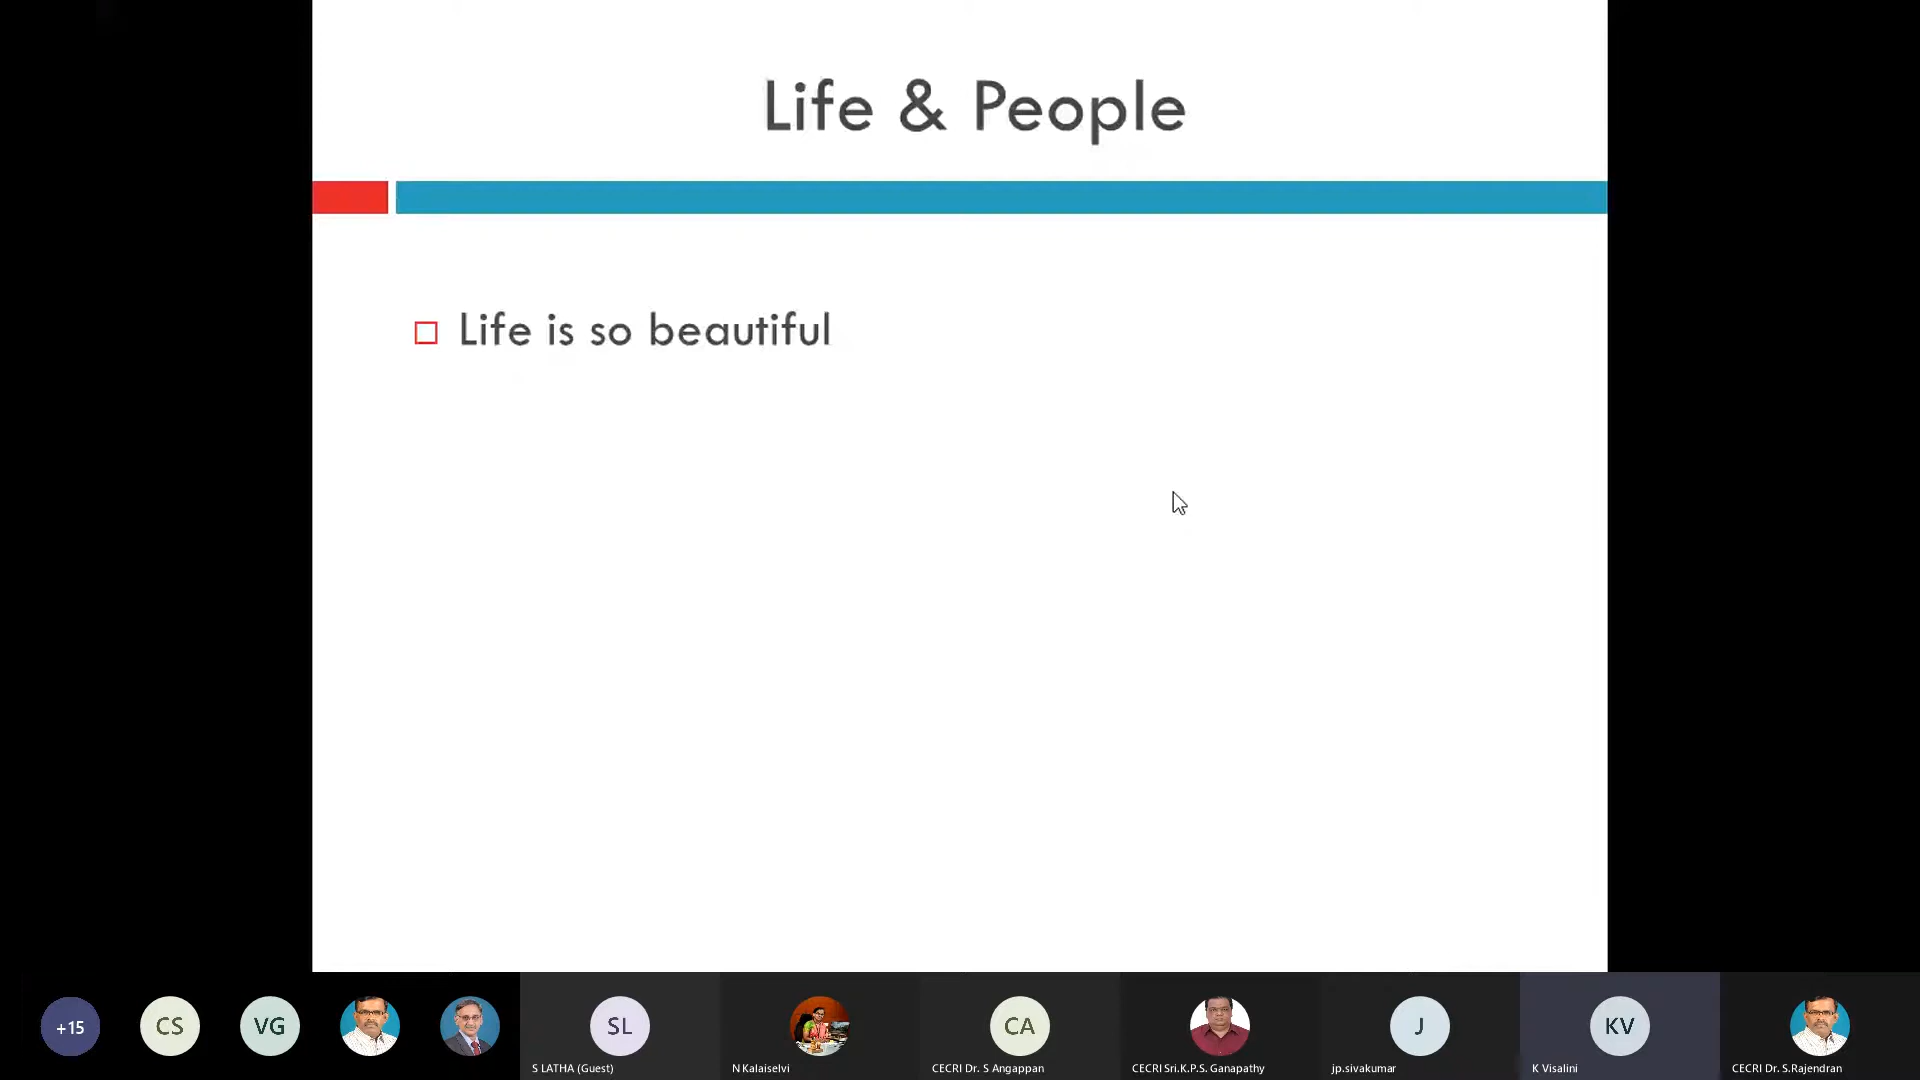 Life & People
Life is so beautiful
+15
CS
VG
SL
S LATHA (Guest)
N Kalaiselvi
CA
CECRI Dr. S Angappan
CECRI Sri.K.P.S. Ganapathy
J
jp.sivakumar
KV
K Visalini
CECRI Dr. S.Rajendran